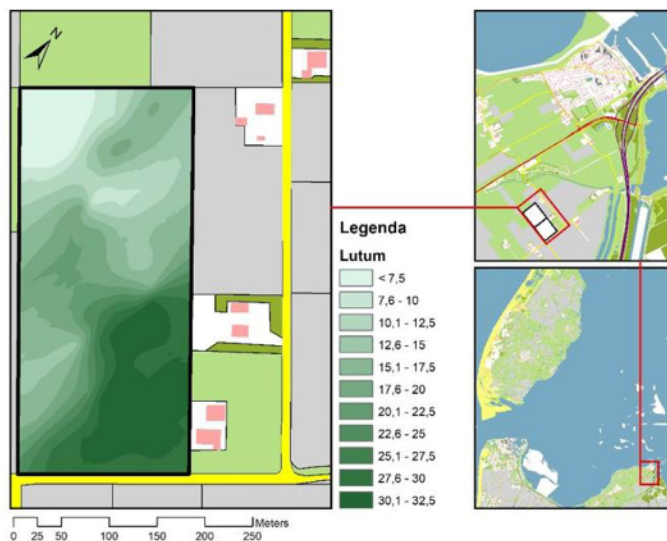 N
Legenda
Lutum
< 7,5
7,6 - 10
10,1 - 12,5
12,6 - 15
15,1 - 17,5
17,6 - 20
20,1 - 22,5
22,6 - 25
25,1 - 27,5
27,6 - 30
30,1 - 32,5
Meters
0 25 50 100 150 200 250